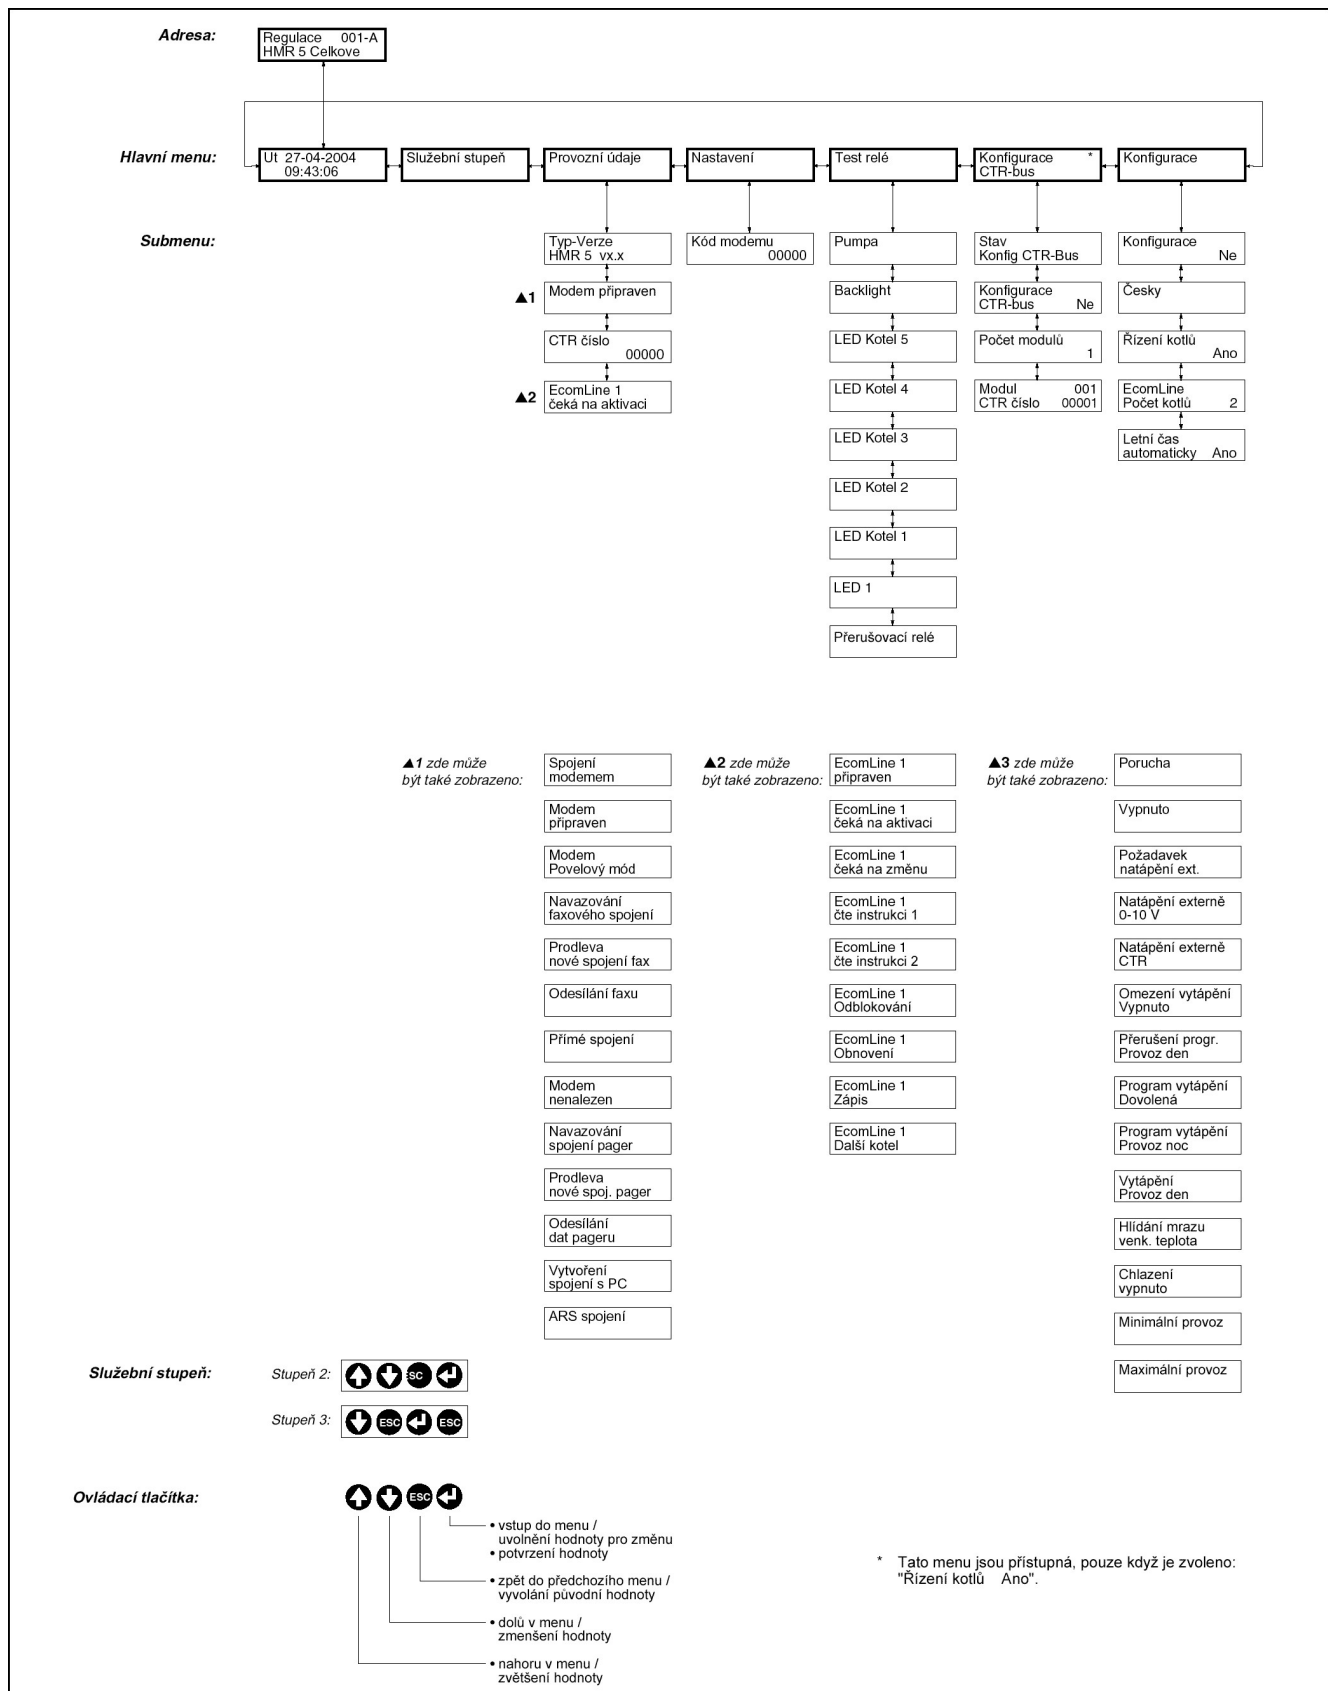 Adresa:
Regulace 001-A
HMR 5 Celkove
Hlavní menu:
Ut 27-04-2004
09:43:06
Služební stupeň
Provozní údaje
Nastavení
Test relé
Konfigurace *
CTR-bus
Konfigurace
Submenu:
Typ-Verze
HMR 5 vx.x
▲1
Modem připraven
CTR číslo
00000
▲2
EcomLine 1
čeká na aktivaci
Kód modemu
00000
Pumpa
Backlight
LED Kotel 5
LED Kotel 4
LED Kotel 3
LED Kotel 2
LED Kotel 1
LED 1
Přerušovací relé
Stav
Konfig CTR-Bus
Konfigurace
CTR-bus Ne
Počet modulů
1
Modul 001
CTR číslo 00001
Konfigurace
Ne
Česky
Řízení kotlů
Ano
EcomLine
Počet kotlů 2
Letní čas
automaticky Ano
▲1 zde může
být také zobrazeno:
Spojení
modemem
Modem
připraven
Modem
Povelový mód
Navazování
faxového spojení
Prodleva
nové spojení fax
Odesílání faxu
Přímé spojení
Modem
nenalezen
Navazování
spojení pager
Prodleva
nové spoj. pager
Odesílání
dat pageru
Vytvoření
spojení s PC
ARS spojení
▲2 zde může
být také zobrazeno:
EcomLine 1
připraven
EcomLine 1
čeká na aktivaci
EcomLine 1
čeká na změnu
EcomLine 1
čte instrukci 1
EcomLine 1
čte instrukci 2
EcomLine 1
Odblokování
EcomLine 1
Obnovení
EcomLine 1
Zápis
EcomLine 1
Další kotel
▲3 zde může
být také zobrazeno:
Porucha
Vypnuto
Požadavek
natápění ext.
Natápění externě
0-10 V
Natápění externě
CTR
Omezení vytápění
Vypnuto
Přerušení progr.
Provoz den
Program vytápění
Dovolená
Program vytápění
Provoz noc
Vytápění
Provoz den
Hlídání mrazu
venk. teplota
Chlazení
vypnuto
Minimální provoz
Maximální provoz
Služební stupeň:
Stupeň 2:
ESC
Stupeň 3:
ESC ESC
Ovládací tlačítka:
ESC
• vstup do menu /
uvolnění hodnoty pro změnu
• potvrzení hodnoty
• zpět do předchozího menu /
vyvolání původní hodnoty
• dolů v menu /
zmenšení hodnoty
• nahoru v menu /
zvětšení hodnoty
* Tato menu jsou přístupná, pouze když je zvoleno:
"Řízení kotlů Ano".